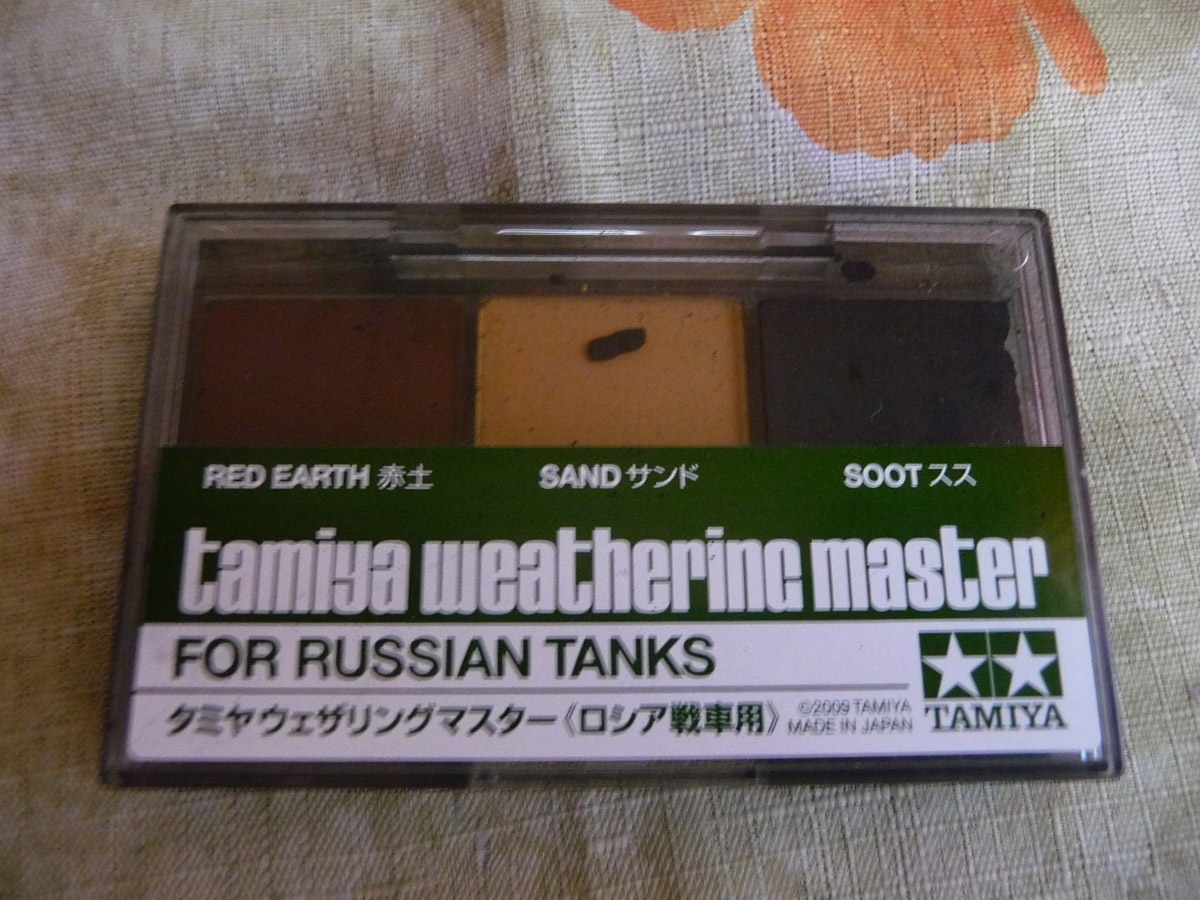 RED EARTH 赤土 SAND サンド SOOT スス
tamiya weathering master
FOR RUSSIAN TANKS
タミヤウェザリングマスター《ロシア戦車用》
©2009 TAMIYA
MADE IN JAPAN
TAMIYA